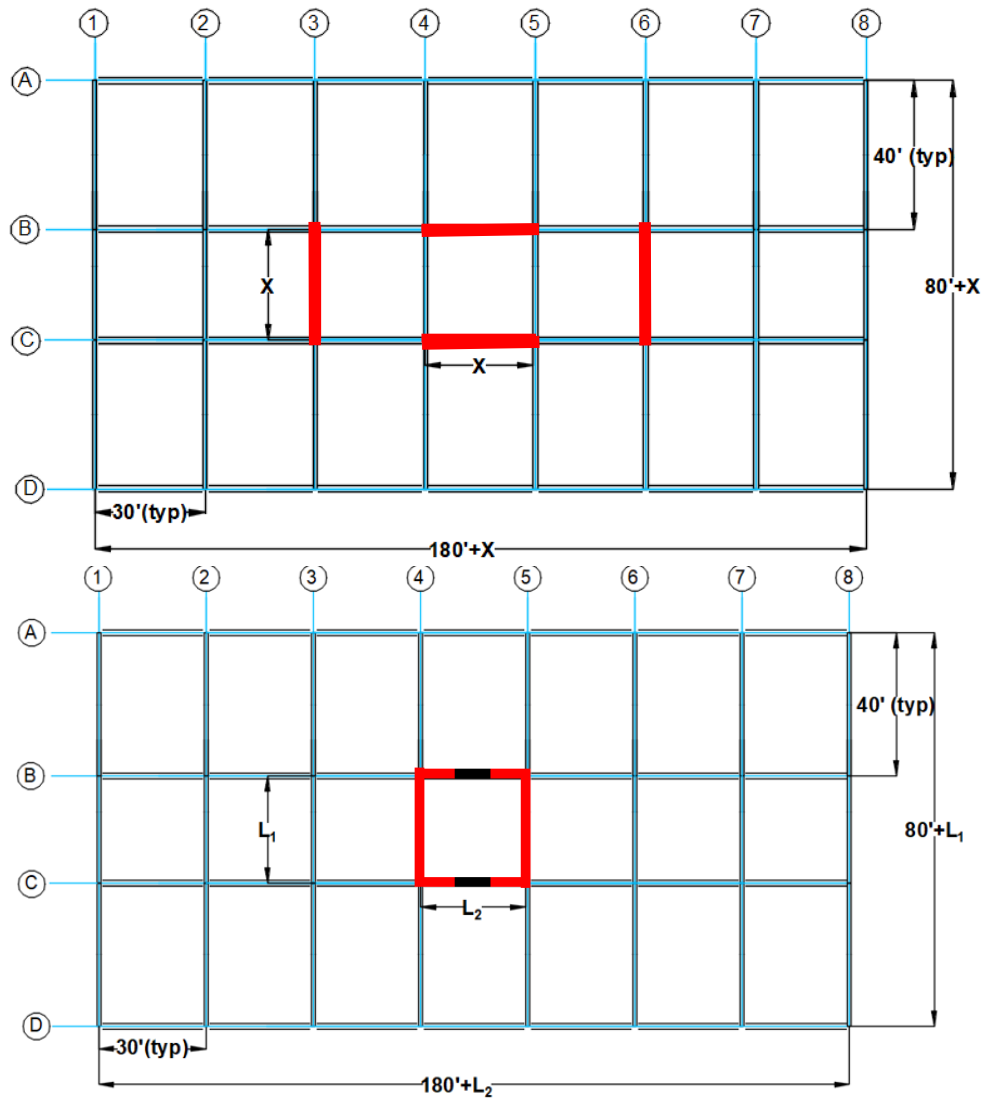 1 2 3 4 5 6 7 8
A
40' (typ)
B
X
80'+X
C
X
D
30'(typ)
180'+X
1 2 3 4 5 6 7 8
A
40' (typ)
B
L₁
80'+L₁
C
L₂
D
30'(typ)
180'+L₂